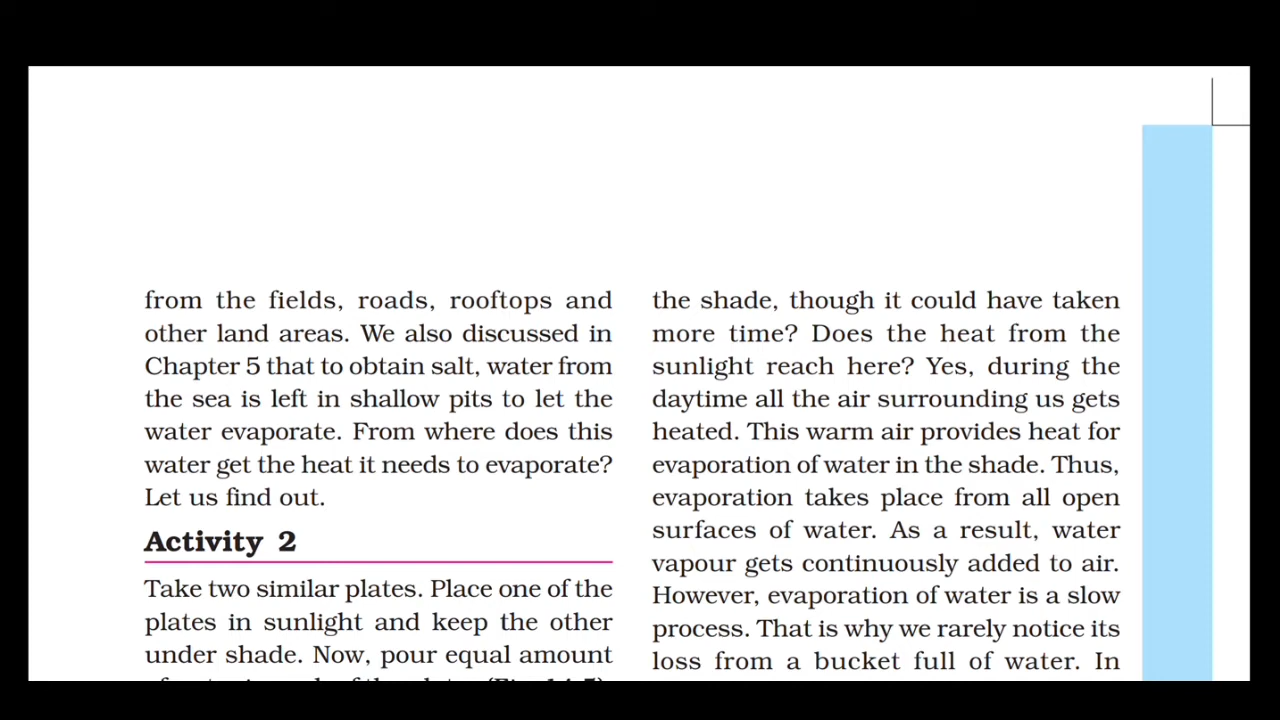 from the fields, roads, rooftops and
other land areas. We also discussed in
Chapter 5 that to obtain salt, water from
the sea is left in shallow pits to let the
water evaporate. From where does this
water get the heat it needs to evaporate?
Let us find out.
Activity 2
Take two similar plates. Place one of the
plates in sunlight and keep the other
under shade. Now, pour equal amount
the shade, though it could have taken
more time? Does the heat from the
sunlight reach here? Yes, during the
daytime all the air surrounding us gets
heated. This warm air provides heat for
evaporation of water in the shade. Thus,
evaporation takes place from all open
surfaces of water. As a result, water
vapour gets continuously added to air.
However, evaporation of water is a slow
process. That is why we rarely notice its
loss from a bucket full of water. In